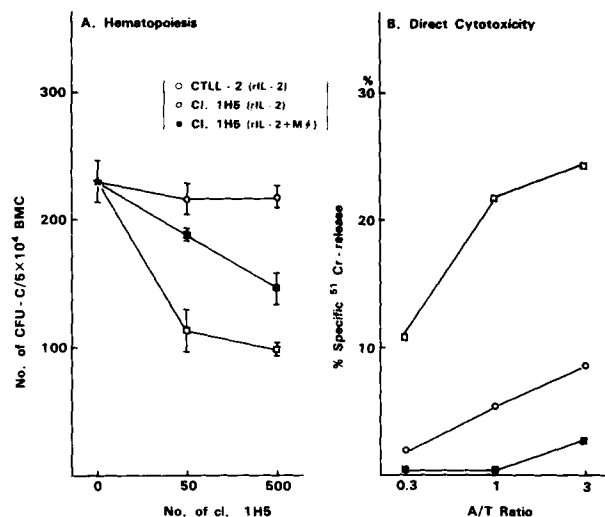 A. Hematopoiesis
B. Direct Cytotoxicity
CTLL - 2 (rIL - 2)
Cl. 1H5 (rIL - 2)
Cl. 1H5 (rIL - 2 + Mϕ)
No. of CFU - C/5×10⁴ BMC
300
200
100
0
50
500
No. of cl. 1H5
%
% Specific ⁵¹Cr - release
30
20
10
0.3
1
3
A/T Ratio